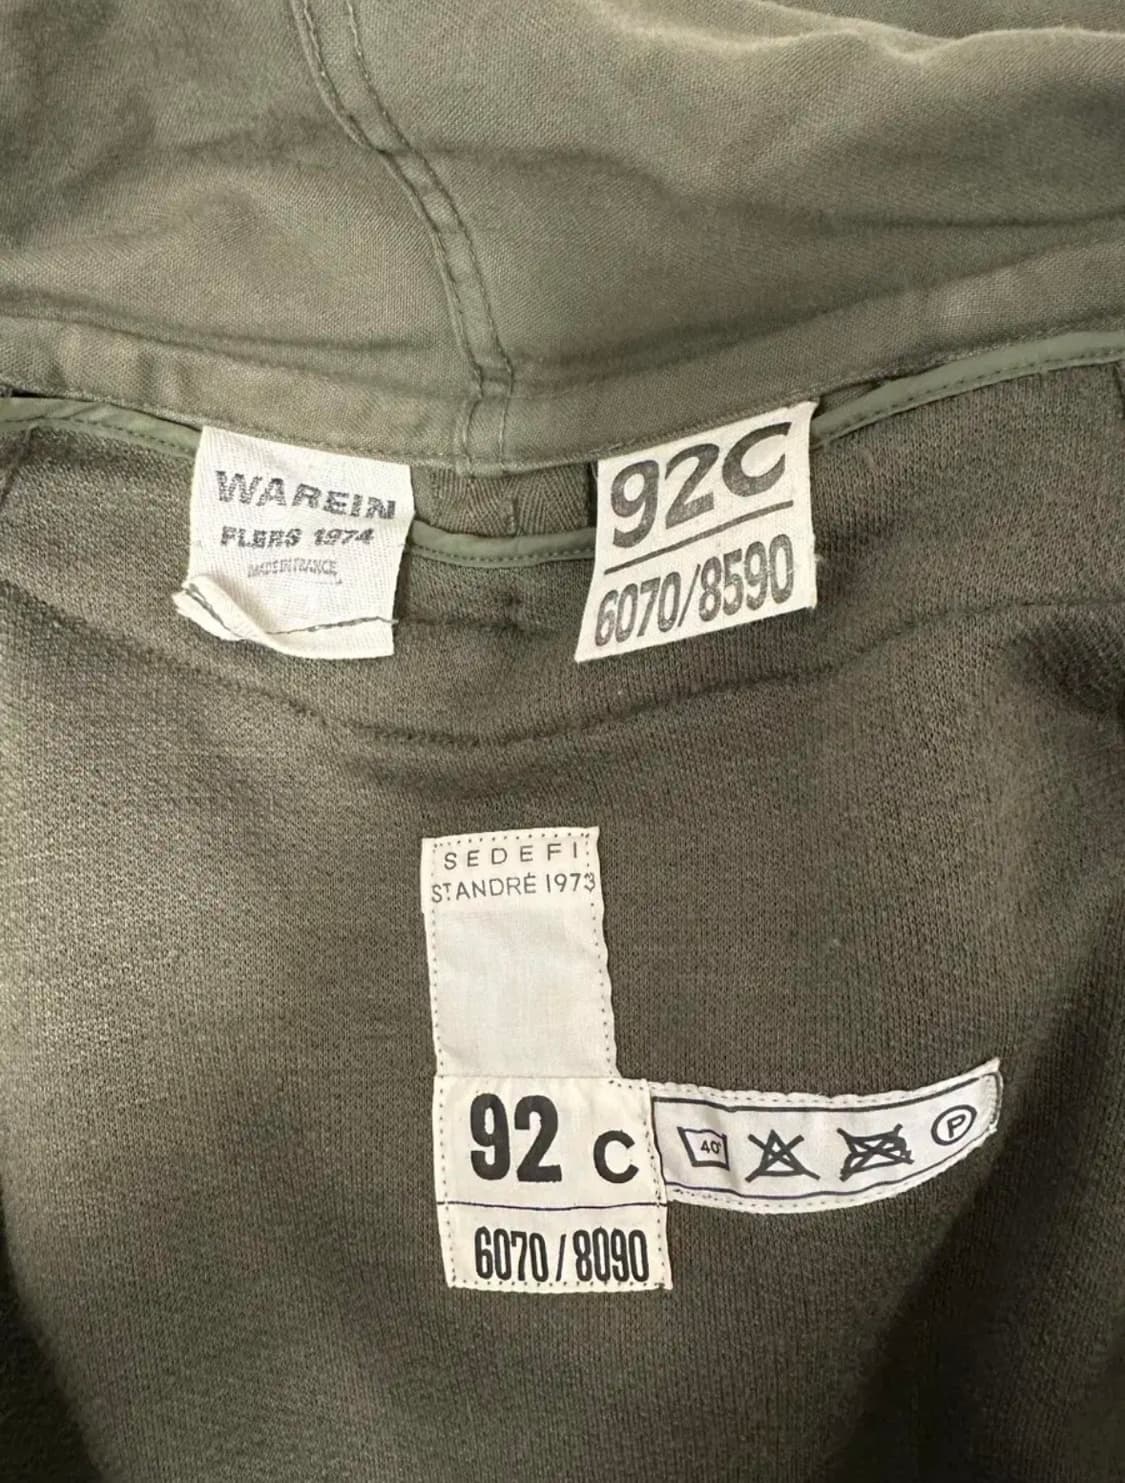 WAREIN
FLERS 1974
MADE IN FRANCE
92C
6070/8590
SEDEFI
ST ANDRÉ 1973
92 C
6070/8090
40°
P